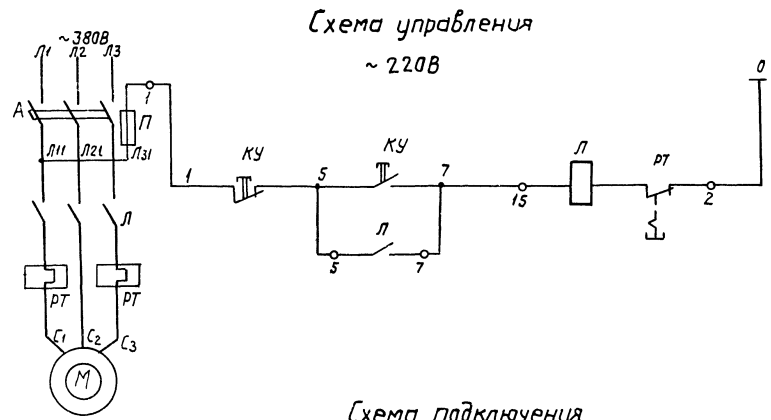 Схема управления
~ 220В
~380В
Л1 Л2 Л3
О
А
П
1
Л11 Л21 Л31
1
КУ
5
КУ
7
15
Л
РТ
2
Л
5
Л
7
РТ
РТ
С1 С2 С3
М
Схема подключения